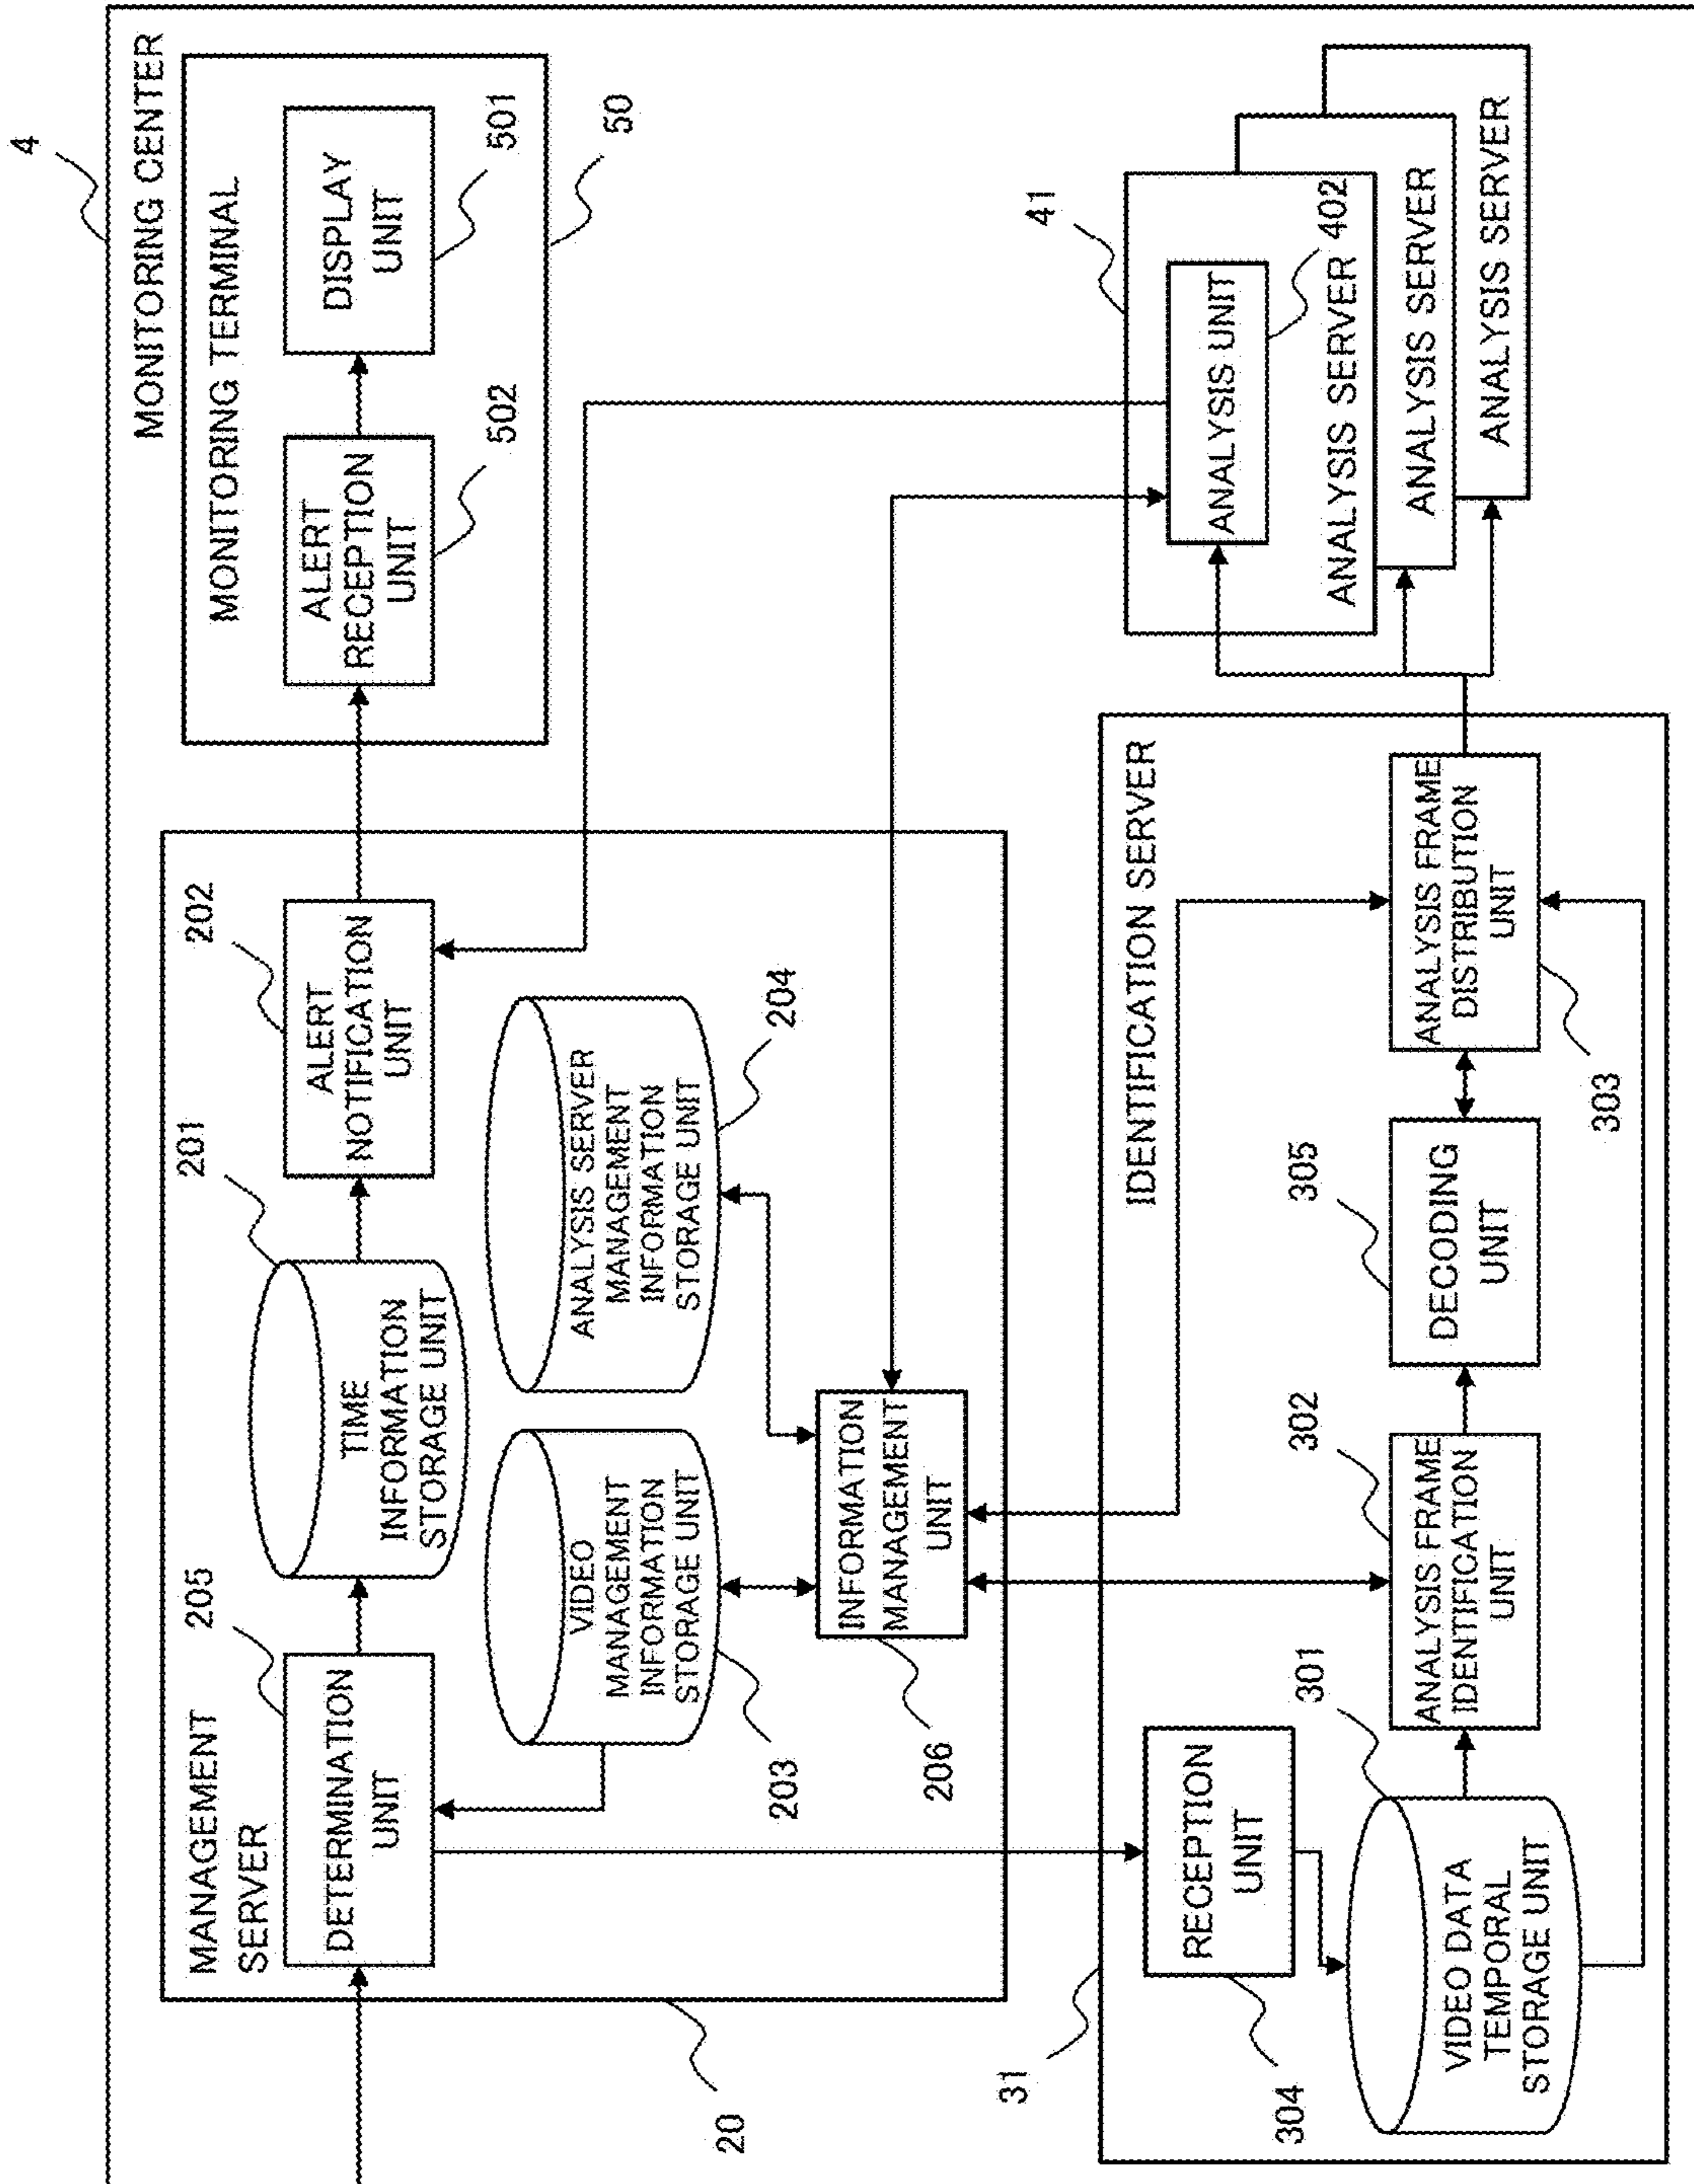 4
MONITORING CENTER
MANAGEMENT
SERVER
205
DETERMINATION
UNIT
201
TIME
INFORMATION
STORAGE UNIT
202
ALERT
NOTIFICATION
UNIT
MONITORING TERMINAL
ALERT
RECEPTION
UNIT
502
DISPLAY
UNIT
501
50
VIDEO
MANAGEMENT
INFORMATION
STORAGE UNIT
203
ANALYSIS SERVER
MANAGEMENT
INFORMATION
STORAGE UNIT
204
INFORMATION
MANAGEMENT
UNIT
206
20
31
IDENTIFICATION SERVER
RECEPTION
UNIT
304
VIDEO DATA
TEMPORAL
STORAGE UNIT
301
ANALYSIS FRAME
IDENTIFICATION
UNIT
302
DECODING
UNIT
305
ANALYSIS FRAME
DISTRIBUTION
UNIT
303
41
ANALYSIS UNIT
402
ANALYSIS SERVER
ANALYSIS SERVER
ANALYSIS SERVER